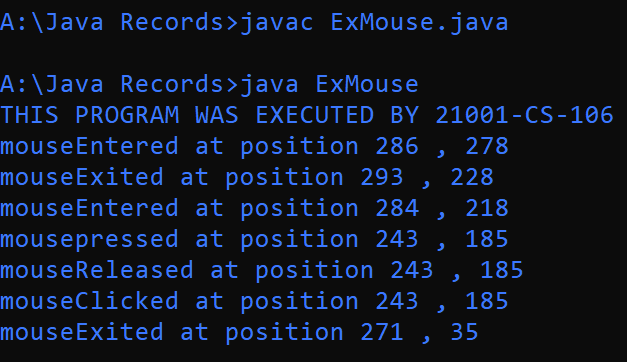 A:\Java Records>javac ExMouse.java
A:\Java Records>java ExMouse
THIS PROGRAM WAS EXECUTED BY 21001-CS-106
mouseEntered at position 286 , 278
mouseExited at position 293 , 228
mouseEntered at position 284 , 218
mousepressed at position 243 , 185
mouseReleased at position 243 , 185
mouseClicked at position 243 , 185
mouseExited at position 271 , 35